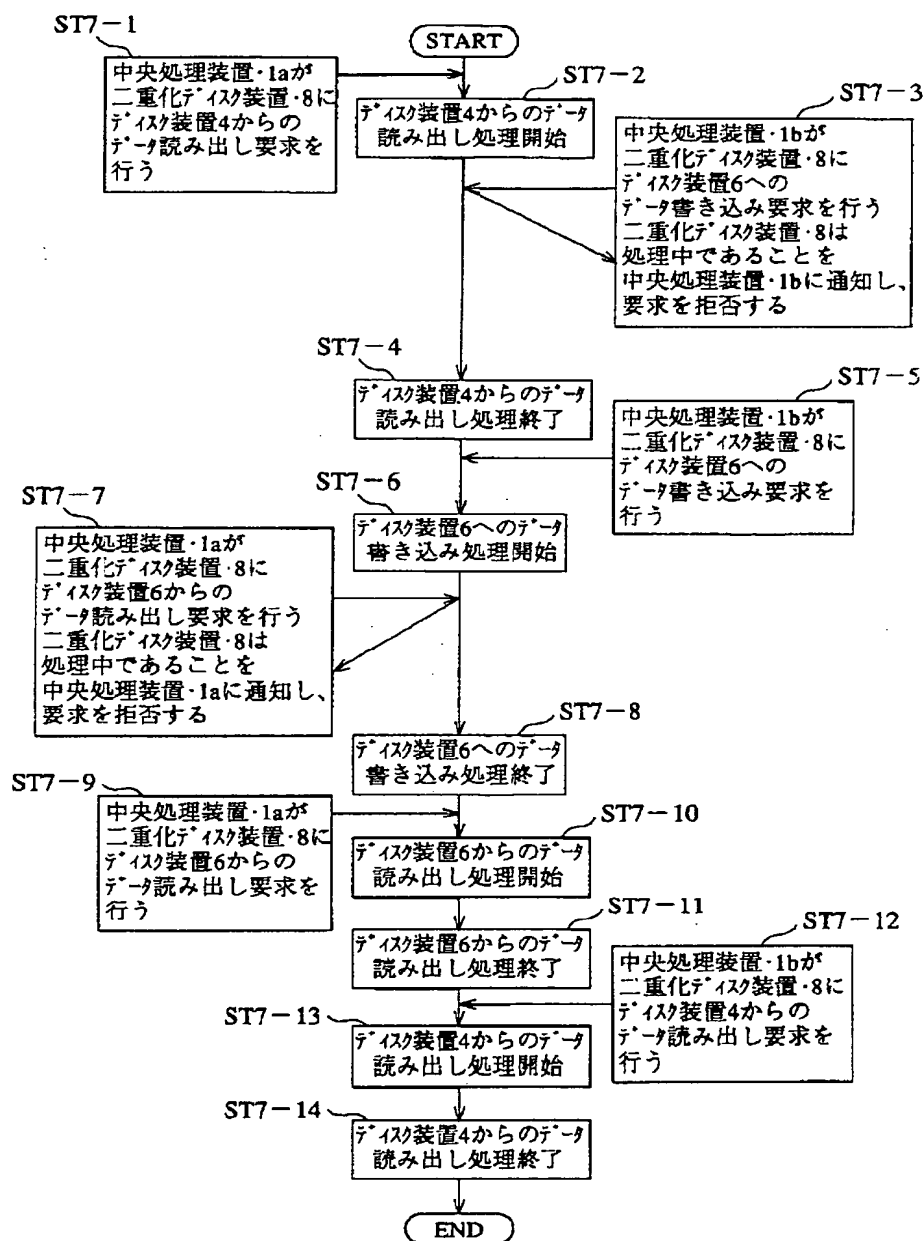 ST7-1
START
中央処理装置・1aが
二重化ディスク装置・8に
ディスク装置4からの
データ読み出し要求を
行う
ST7-2
ディスク装置4からのデータ
読み出し処理開始
ST7-3
中央処理装置・1bが
二重化ディスク装置・8に
ディスク装置6への
データ書き込み要求を行う
二重化ディスク装置・8は
処理中であることを
中央処理装置・1bに通知し、
要求を拒否する
ST7-4
ディスク装置4からのデータ
読み出し処理終了
ST7-5
中央処理装置・1bが
二重化ディスク装置・8に
ディスク装置6への
データ書き込み要求を
行う
ST7-6
ディスク装置6へのデータ
書き込み処理開始
ST7-7
中央処理装置・1aが
二重化ディスク装置・8に
ディスク装置6からの
データ読み出し要求を行う
二重化ディスク装置・8は
処理中であることを
中央処理装置・1aに通知し、
要求を拒否する
ST7-8
ディスク装置6へのデータ
書き込み処理終了
ST7-9
中央処理装置・1aが
二重化ディスク装置・8に
ディスク装置6からの
データ読み出し要求を
行う
ST7-10
ディスク装置6からのデータ
読み出し処理開始
ST7-11
ディスク装置6からのデータ
読み出し処理終了
ST7-12
中央処理装置・1bが
二重化ディスク装置・8に
ディスク装置4からの
データ読み出し要求を
行う
ST7-13
ディスク装置4からのデータ
読み出し処理開始
ST7-14
ディスク装置4からのデータ
読み出し処理終了
END